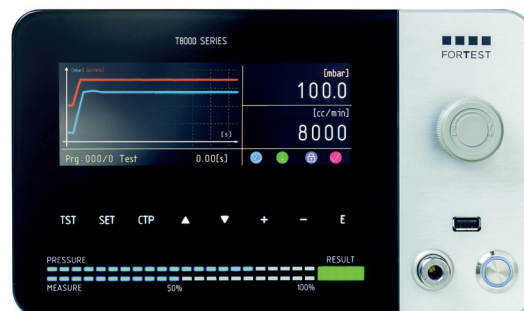 T8000 SERIES
FORTEST
[mbar] [cc/min]
[mbar]
100.0
[cc/min]
8000
[s]
Prg:000/0 Test 0.00[s]
TST SET CTP ▲ ▼ + - E
PRESSURE RESULT
MEASURE 50% 100%